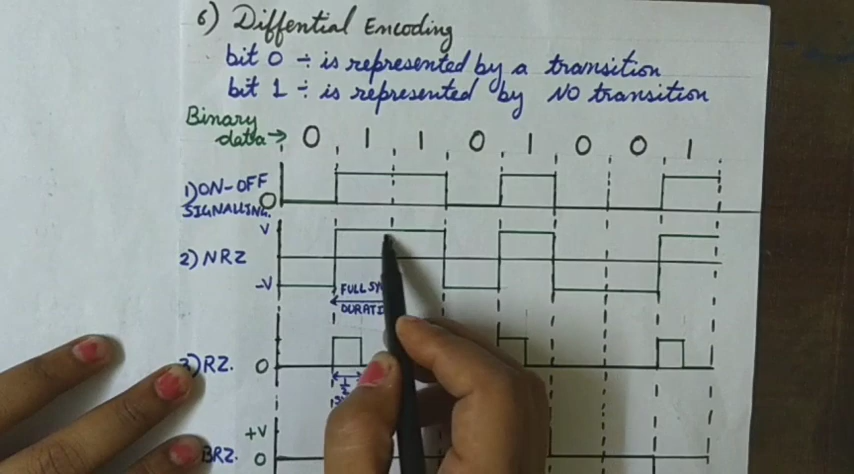 6) Diffential Encoding
bit 0 ÷ is represented by a transition
bit 1 ÷ is represented by NO transition
Binary
data → 0 1 1 0 1 0 0 1
1) ON-OFF
SIGNALLING. 0
V
2) NRZ
-V
FULL
DURATI
3) RZ. 0
1/2
+V
BRZ. 0